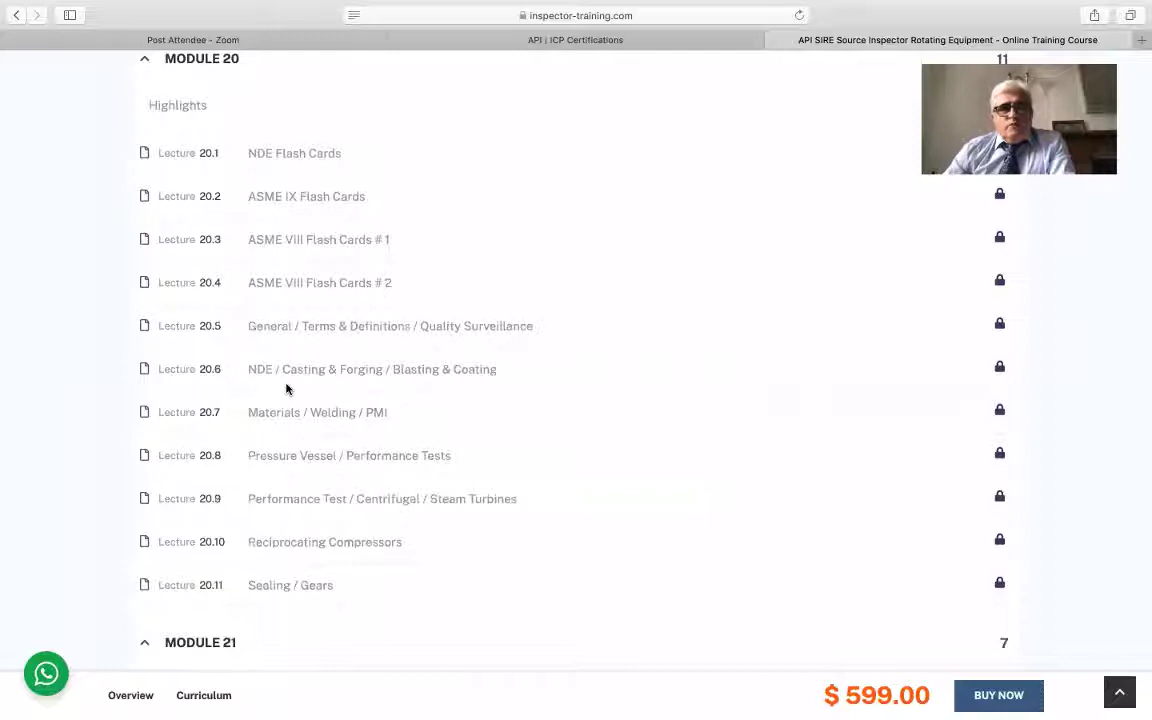 inspector-training.com
Post Attendee - Zoom
API | ICP Certifications
API SIRE Source Inspector Rotating Equipment - Online Training Course
MODULE 20
11
Highlights
Lecture 20.1 NDE Flash Cards
Lecture 20.2 ASME IX Flash Cards
Lecture 20.3 ASME VIII Flash Cards # 1
Lecture 20.4 ASME VIII Flash Cards # 2
Lecture 20.5 General / Terms & Definitions / Quality Surveillance
Lecture 20.6 NDE / Casting & Forging / Blasting & Coating
Lecture 20.7 Materials / Welding / PMI
Lecture 20.8 Pressure Vessel / Performance Tests
Lecture 20.9 Performance Test / Centrifugal / Steam Turbines
Lecture 20.10 Reciprocating Compressors
Lecture 20.11 Sealing / Gears
MODULE 21
7
Overview
Curriculum
$ 599.00
BUY NOW